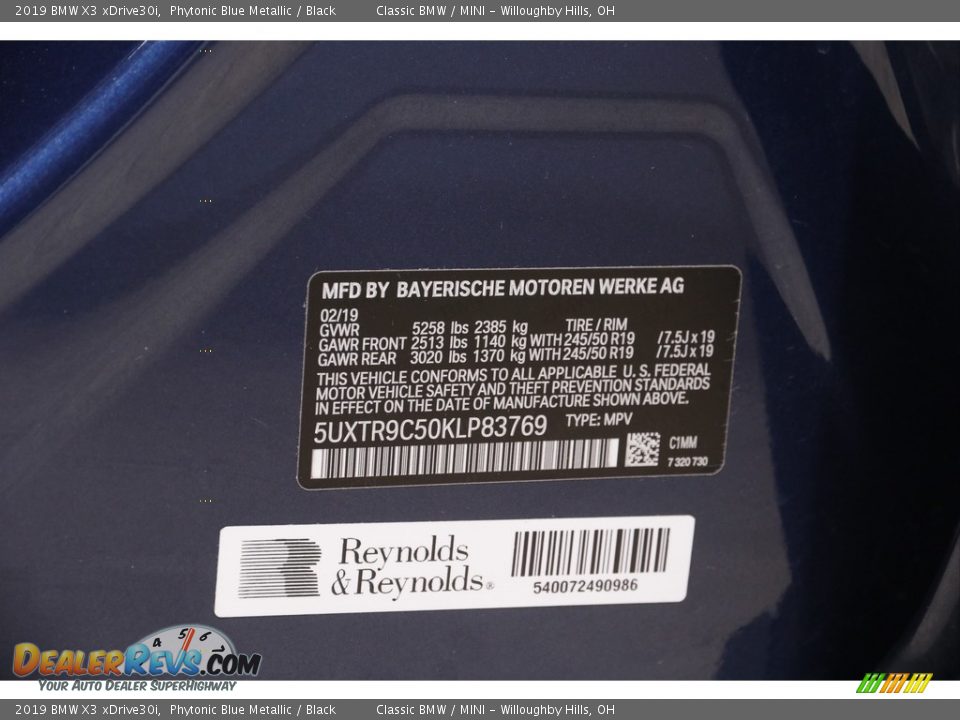 2019 BMW X3 xDrive30i, Phytonic Blue Metallic / Black Classic BMW / MINI – Willoughby Hills, OH
MFD BY BAYERISCHE MOTOREN WERKE AG
02/19
GVWR 5258 lbs 2385 kg TIRE / RIM
GAWR FRONT 2513 lbs 1140 kg WITH 245/50 R19 /7.5J x 19
GAWR REAR 3020 lbs 1370 kg WITH 245/50 R19 /7.5J x 19
THIS VEHICLE CONFORMS TO ALL APPLICABLE U.S. FEDERAL
MOTOR VEHICLE SAFETY AND THEFT PREVENTION STANDARDS
IN EFFECT ON THE DATE OF MANUFACTURE SHOWN ABOVE.
5UXTR9C50KLP83769 TYPE: MPV
C1MM
7 320 730
Reynolds
&Reynolds®
540072490986
4 5 6
DEALERREVS.COM
YOUR AUTO DEALER SUPERHIGHWAY
2019 BMW X3 xDrive30i, Phytonic Blue Metallic / Black Classic BMW / MINI – Willoughby Hills, OH